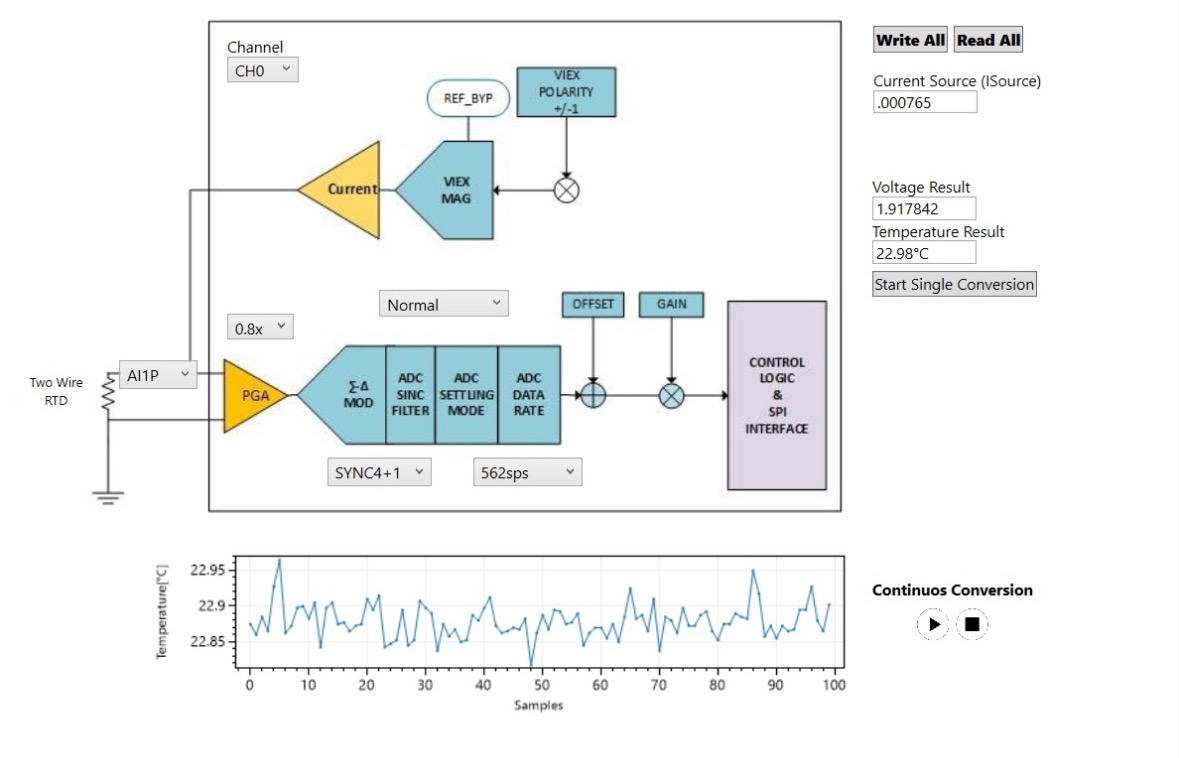 Channel
CH0
REF_BYP
VIEX
POLARITY
+/-1
Current
VIEX
MAG
Write All Read All
Current Source (ISource)
.000765
Voltage Result
1.917842
Temperature Result
22.98°C
Start Single Conversion
Normal
OFFSET
GAIN
0.8x
Two Wire
RTD
AI1P
PGA
Σ-Δ
MOD
ADC
SINC
FILTER
ADC
SETTLING
MODE
ADC
DATA
RATE
CONTROL
LOGIC
&
SPI
INTERFACE
SYNC4+1
562sps
Temperature[°C]
22.95
22.9
22.85
0 10 20 30 40 50 60 70 80 90 100
Samples
Continuos Conversion